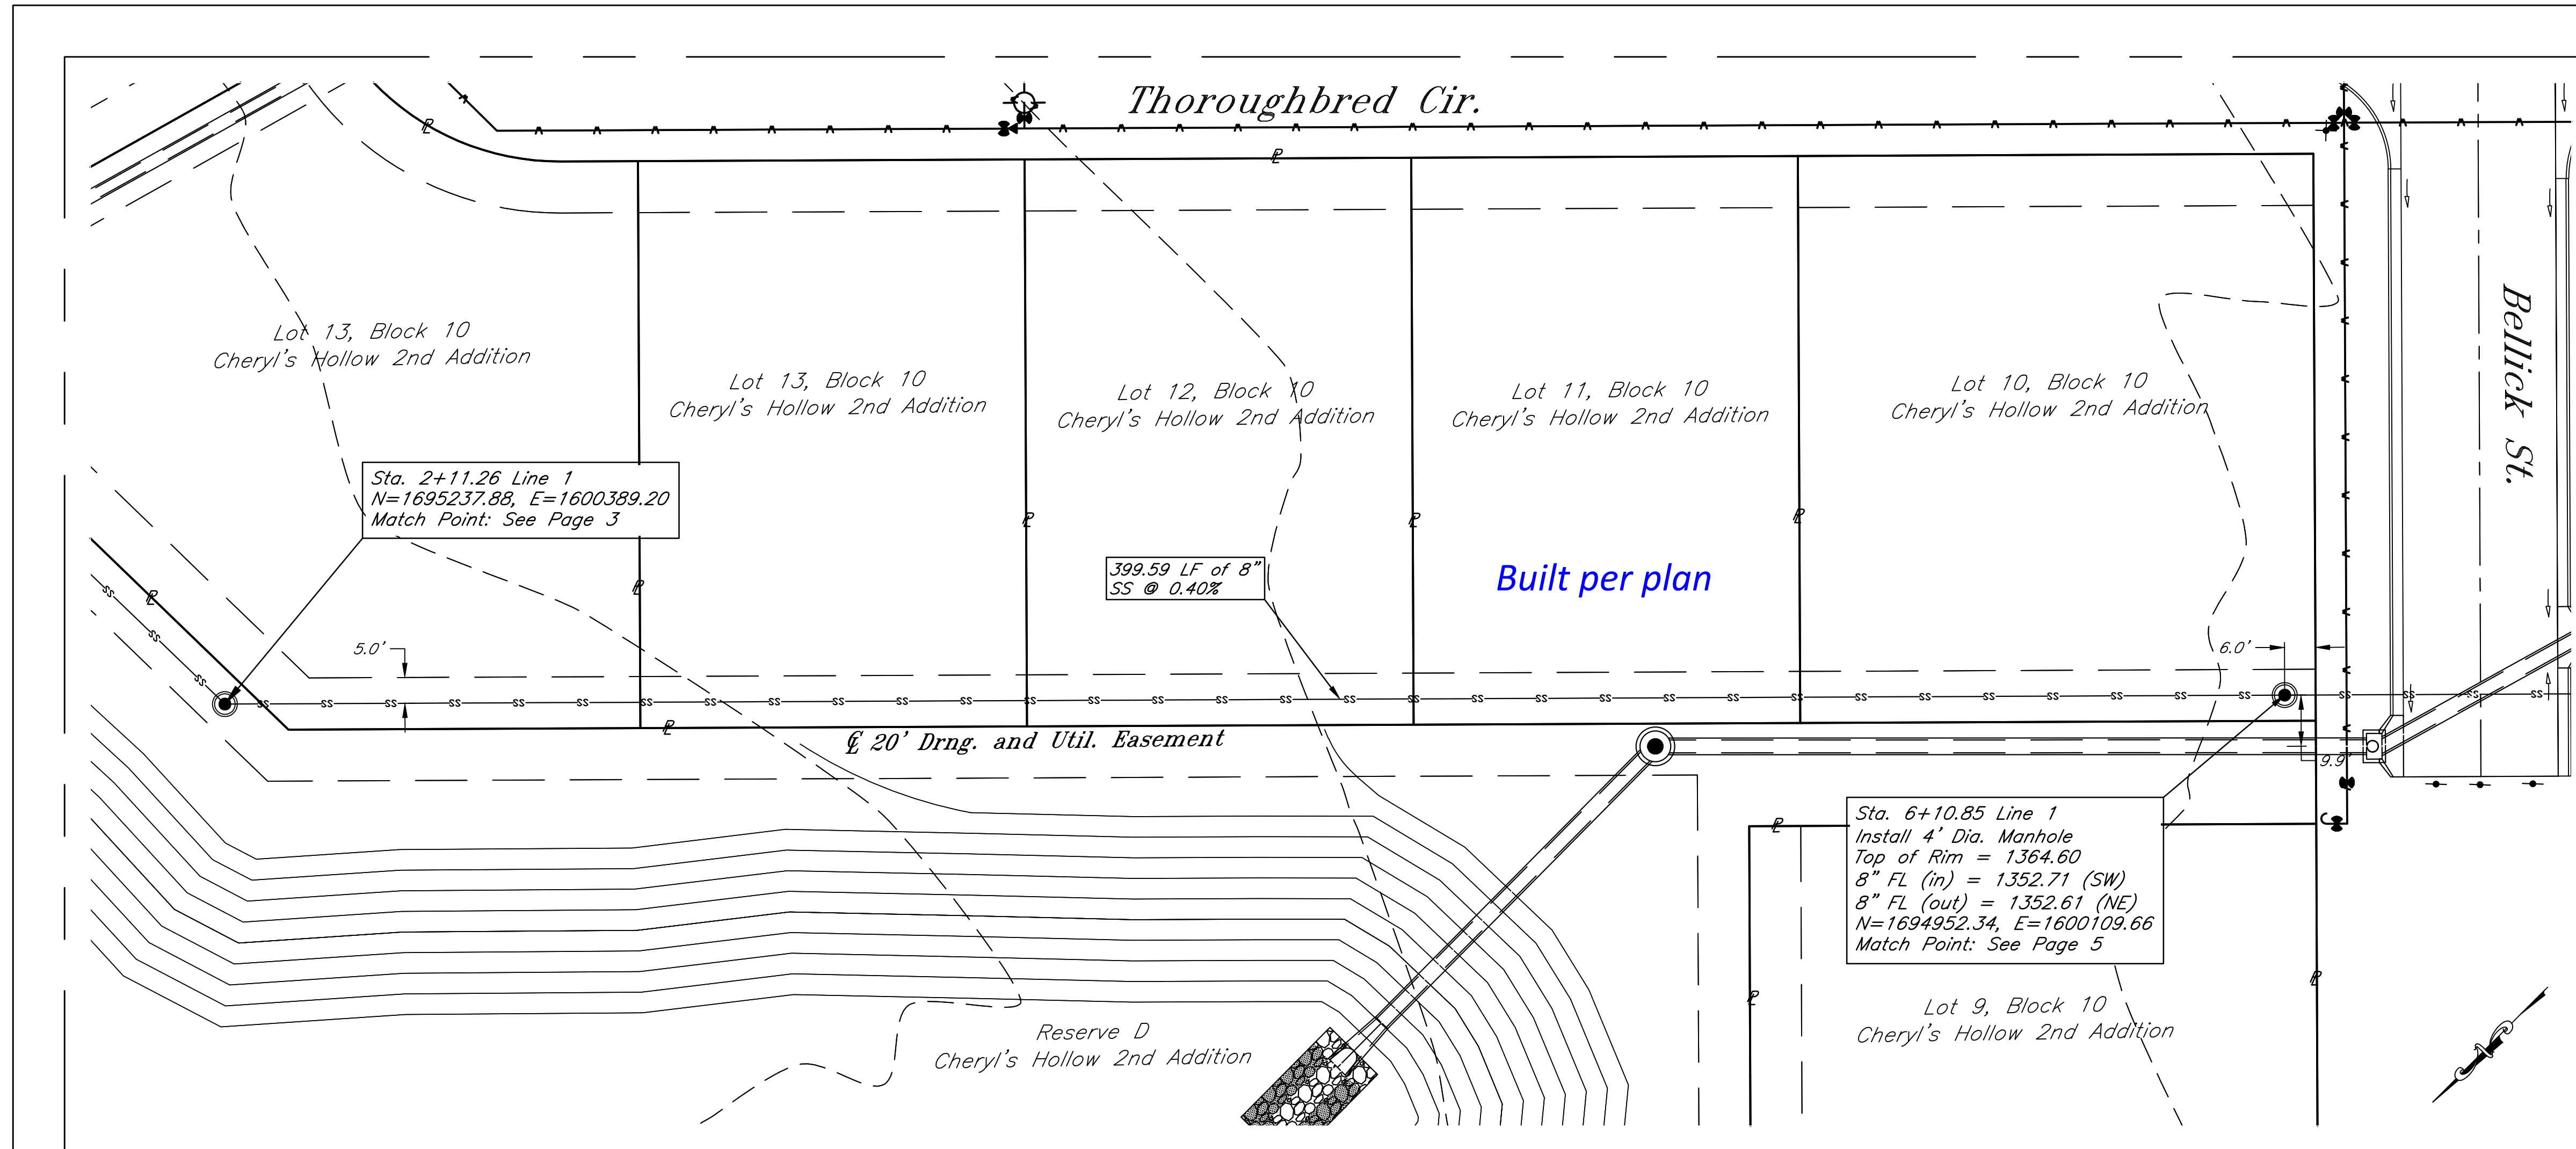 Thoroughbred Cir.
Bellick St.
Lot 13, Block 10
Cheryl's Hollow 2nd Addition
Lot 13, Block 10
Cheryl's Hollow 2nd Addition
Lot 12, Block 10
Cheryl's Hollow 2nd Addition
Lot 11, Block 10
Cheryl's Hollow 2nd Addition
Lot 10, Block 10
Cheryl's Hollow 2nd Addition
Sta. 2+11.26 Line 1
N=1695237.88, E=1600389.20
Match Point: See Page 3
399.59 LF of 8"
SS @ 0.40%
Built per plan
5.0'
6.0'
9.9'
℄ 20' Drng. and Util. Easement
Sta. 6+10.85 Line 1
Install 4' Dia. Manhole
Top of Rim = 1364.60
8" FL (in) = 1352.71 (SW)
8" FL (out) = 1352.61 (NE)
N=1694952.34, E=1600109.66
Match Point: See Page 5
Reserve D
Cheryl's Hollow 2nd Addition
Lot 9, Block 10
Cheryl's Hollow 2nd Addition